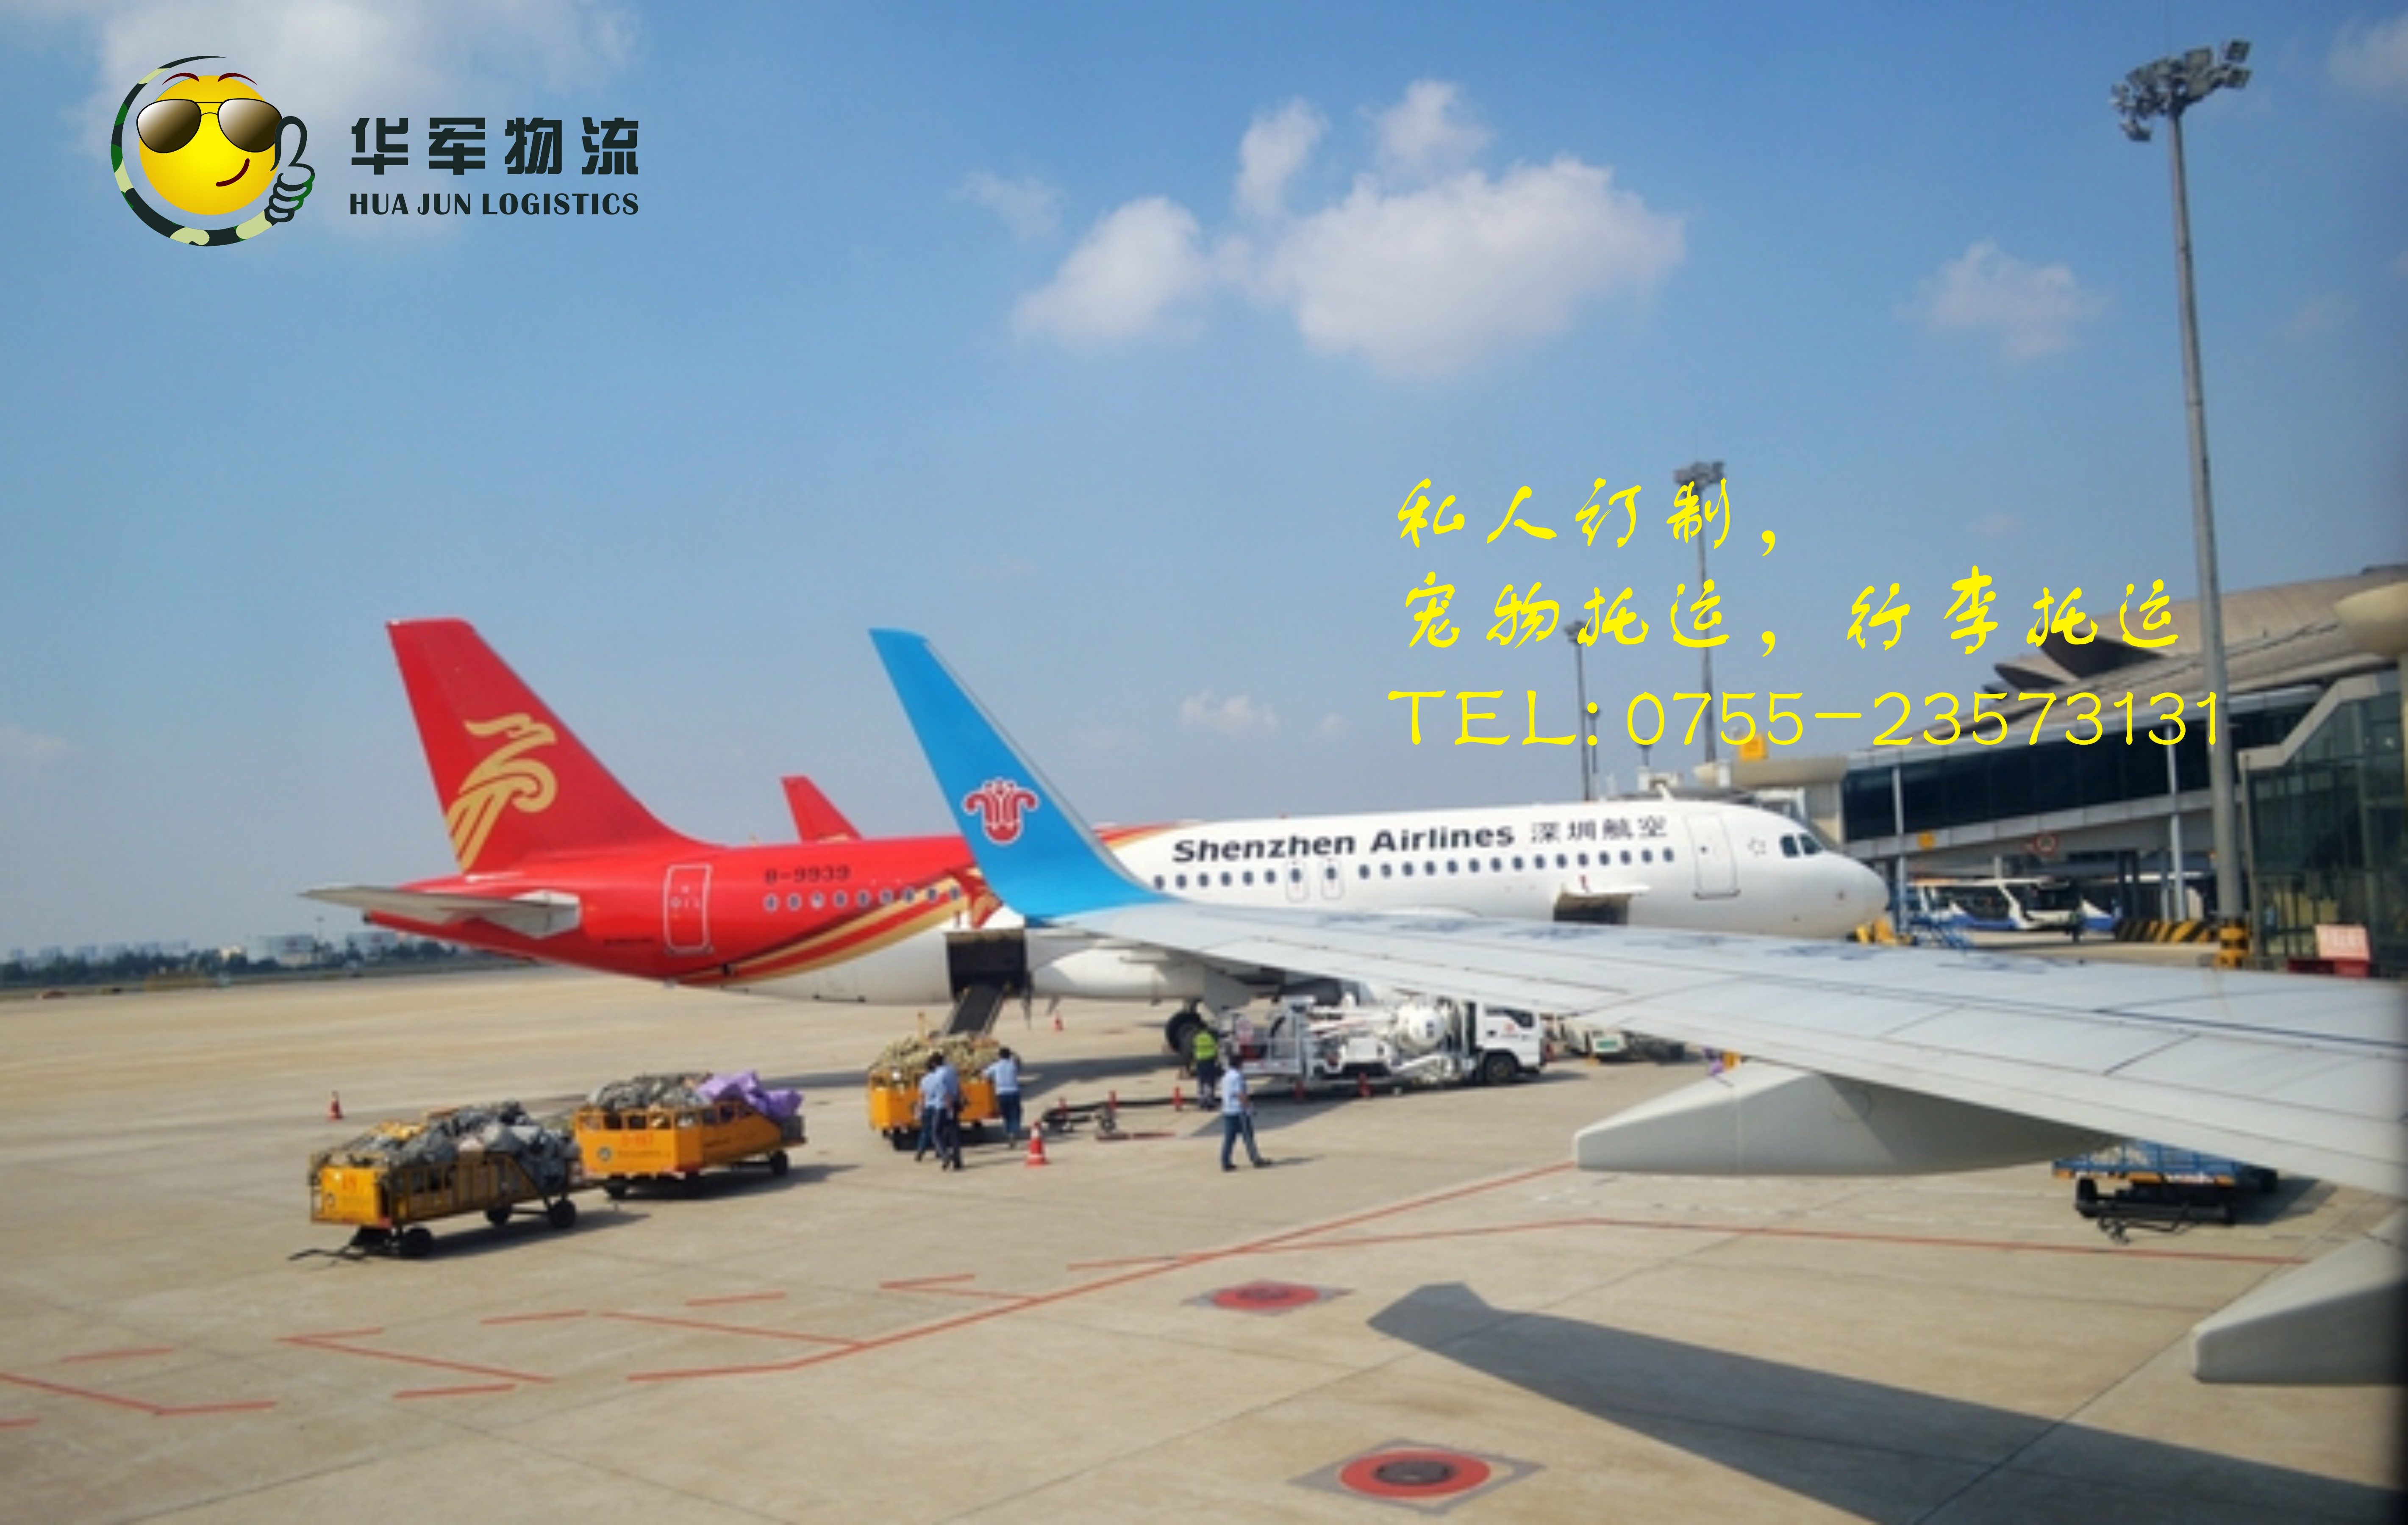 华军物流
HUA JUN LOGISTICS
私人订制，
宠物托运，行李托运
TEL:0755-23573131
Shenzhen Airlines 深圳航空
B-9939